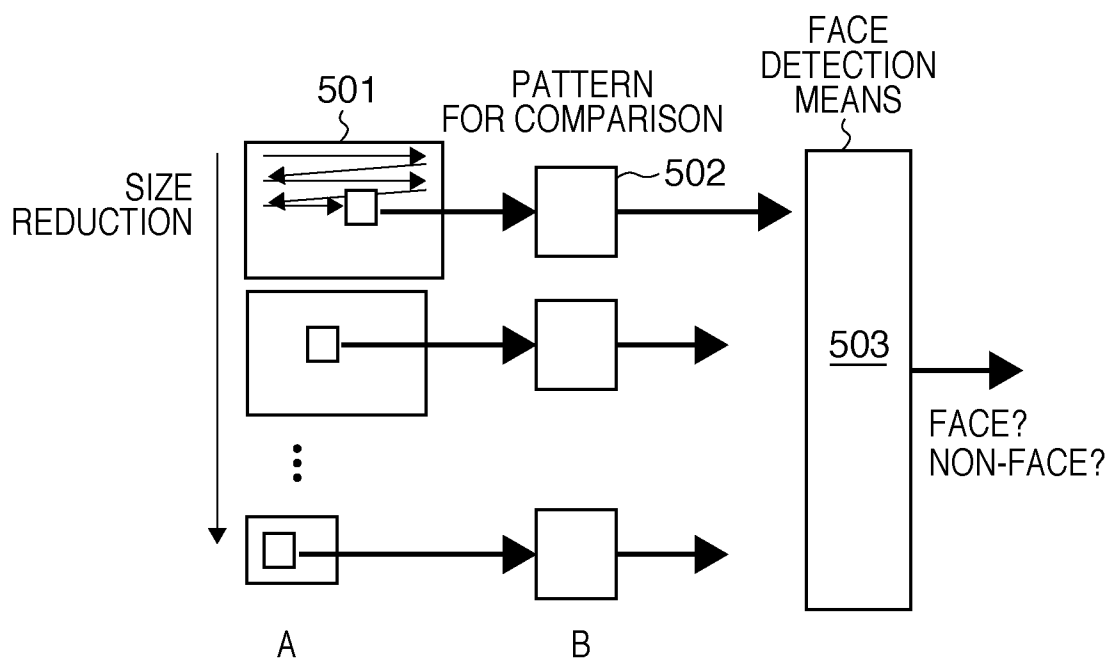 FACE
DETECTION
MEANS
501
PATTERN
FOR COMPARISON
502
SIZE
REDUCTION
503
FACE?
NON-FACE?
A
B